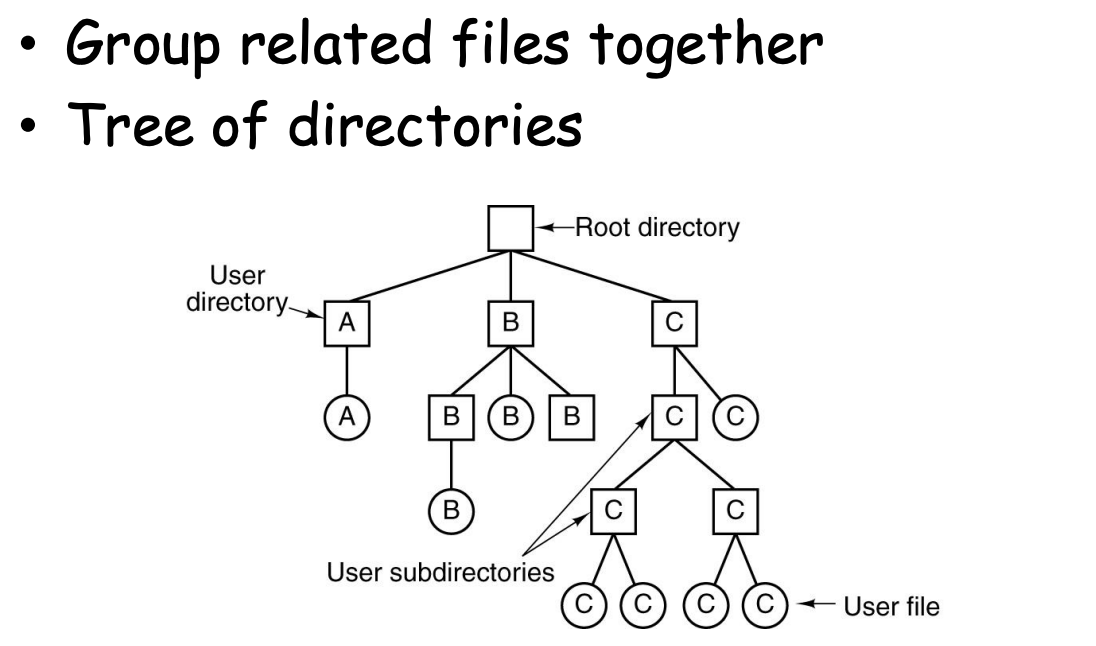 • Group related files together
• Tree of directories
Root directory
User
directory
A B C
A B B B C C
B C C
User subdirectories
C C C C
User file